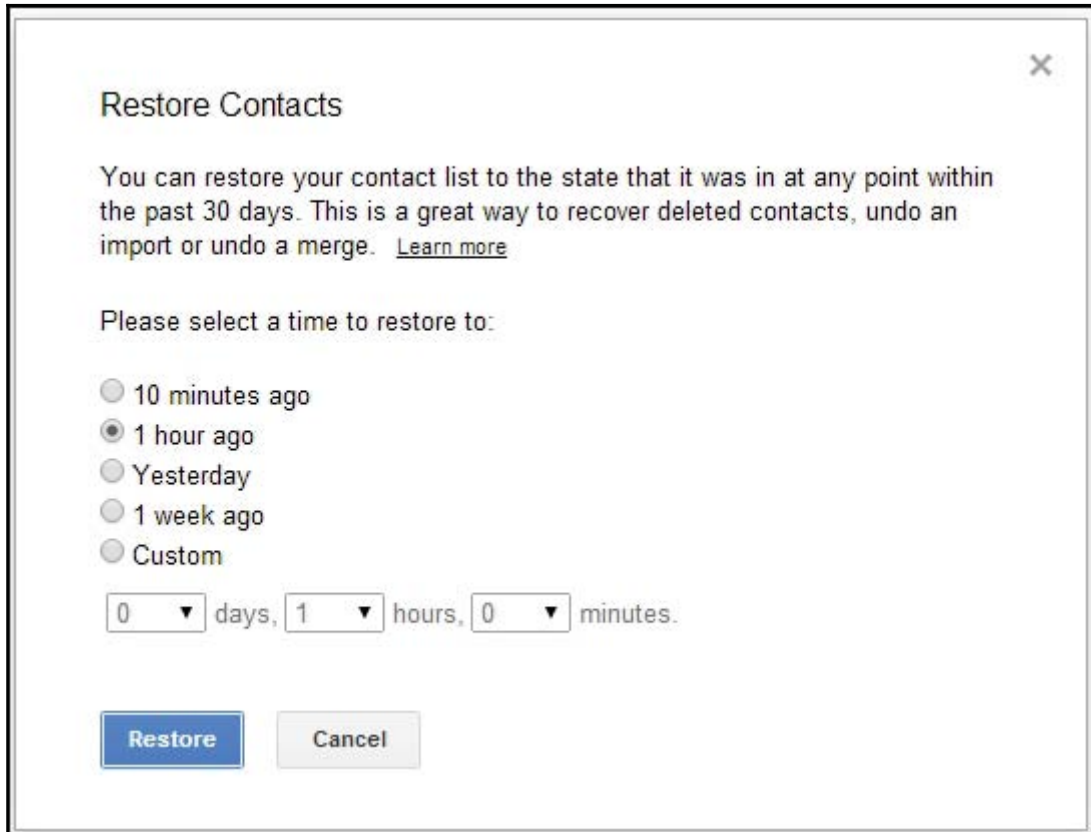 Restore Contacts
You can restore your contact list to the state that it was in at any point within
the past 30 days. This is a great way to recover deleted contacts, undo an
import or undo a merge. Learn more
Please select a time to restore to:
10 minutes ago
1 hour ago
Yesterday
1 week ago
Custom
0 days, 1 hours, 0 minutes.
Restore Cancel